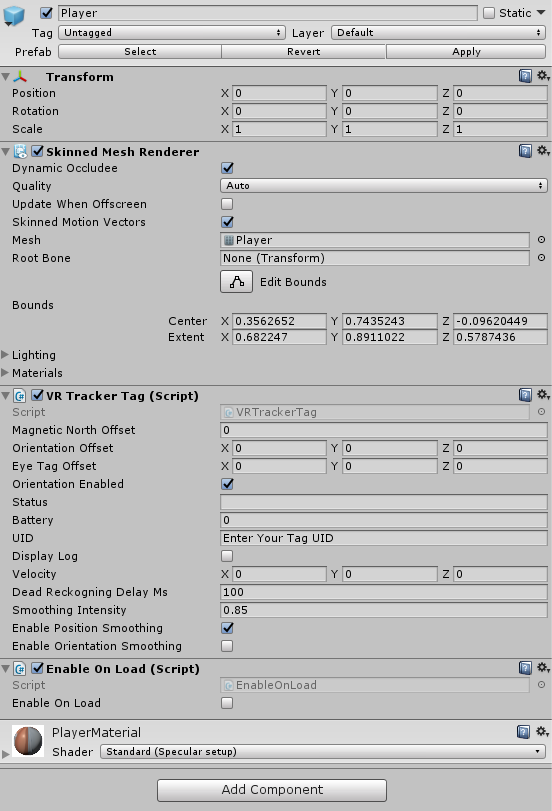 Player Static
Tag Untagged Layer Default
Prefab Select Revert Apply
Transform
Position X 0 Y 0 Z 0
Rotation X 0 Y 0 Z 0
Scale X 1 Y 1 Z 1
Skinned Mesh Renderer
Dynamic Occludee
Quality Auto
Update When Offscreen
Skinned Motion Vectors
Mesh Player
Root Bone None (Transform)
Edit Bounds
Bounds
Center X 0.3562652 Y 0.7435243 Z -0.09620449
Extent X 0.682247 Y 0.8911022 Z 0.5787436
Lighting
Materials
VR Tracker Tag (Script)
Script VRTrackerTag
Magnetic North Offset 0
Orientation Offset X 0 Y 0 Z 0
Eye Tag Offset X 0 Y 0 Z 0
Orientation Enabled
Status
Battery 0
UID Enter Your Tag UID
Display Log
Velocity X 0 Y 0 Z 0
Dead Reckogning Delay Ms 100
Smoothing Intensity 0.85
Enable Position Smoothing
Enable Orientation Smoothing
Enable On Load (Script)
Script EnableOnLoad
Enable On Load
PlayerMaterial
Shader Standard (Specular setup)
Add Component